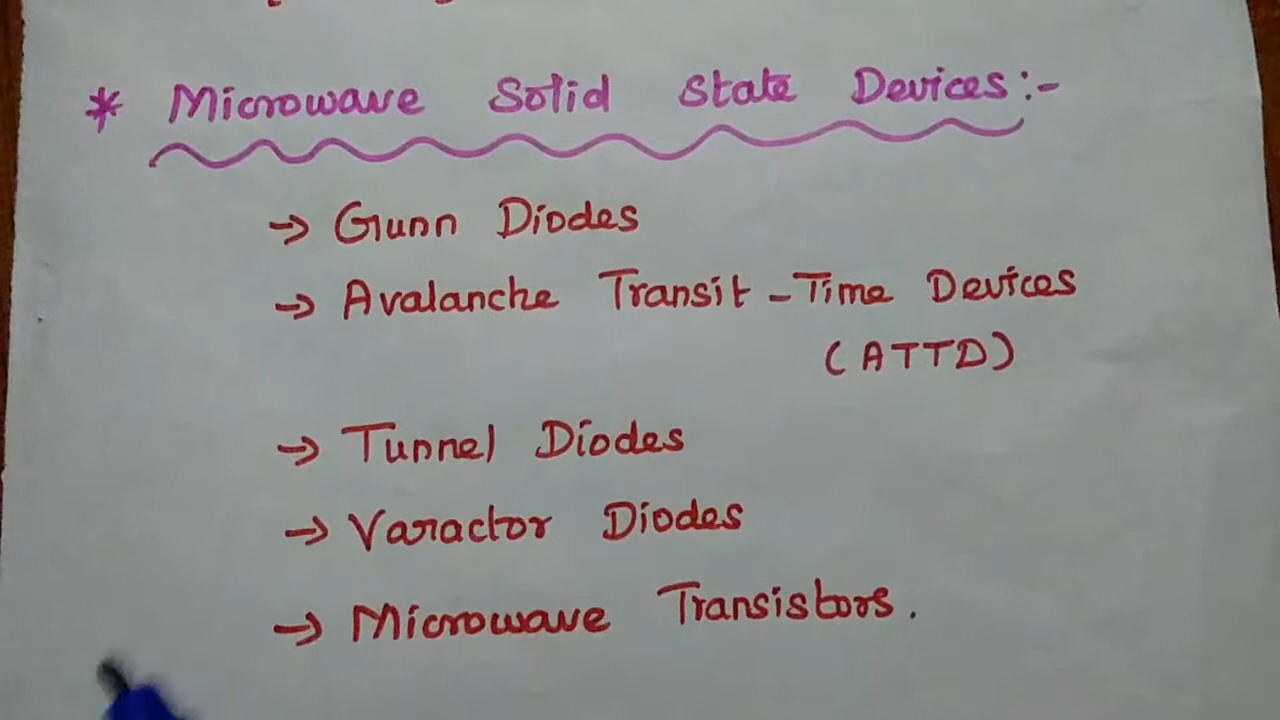 * Microwave Solid State Devices:-
→ Gunn Diodes
→ Avalanche Transit-Time Devices
(ATTD)
→ Tunnel Diodes
→ Varactor Diodes
→ Microwave Transistors.